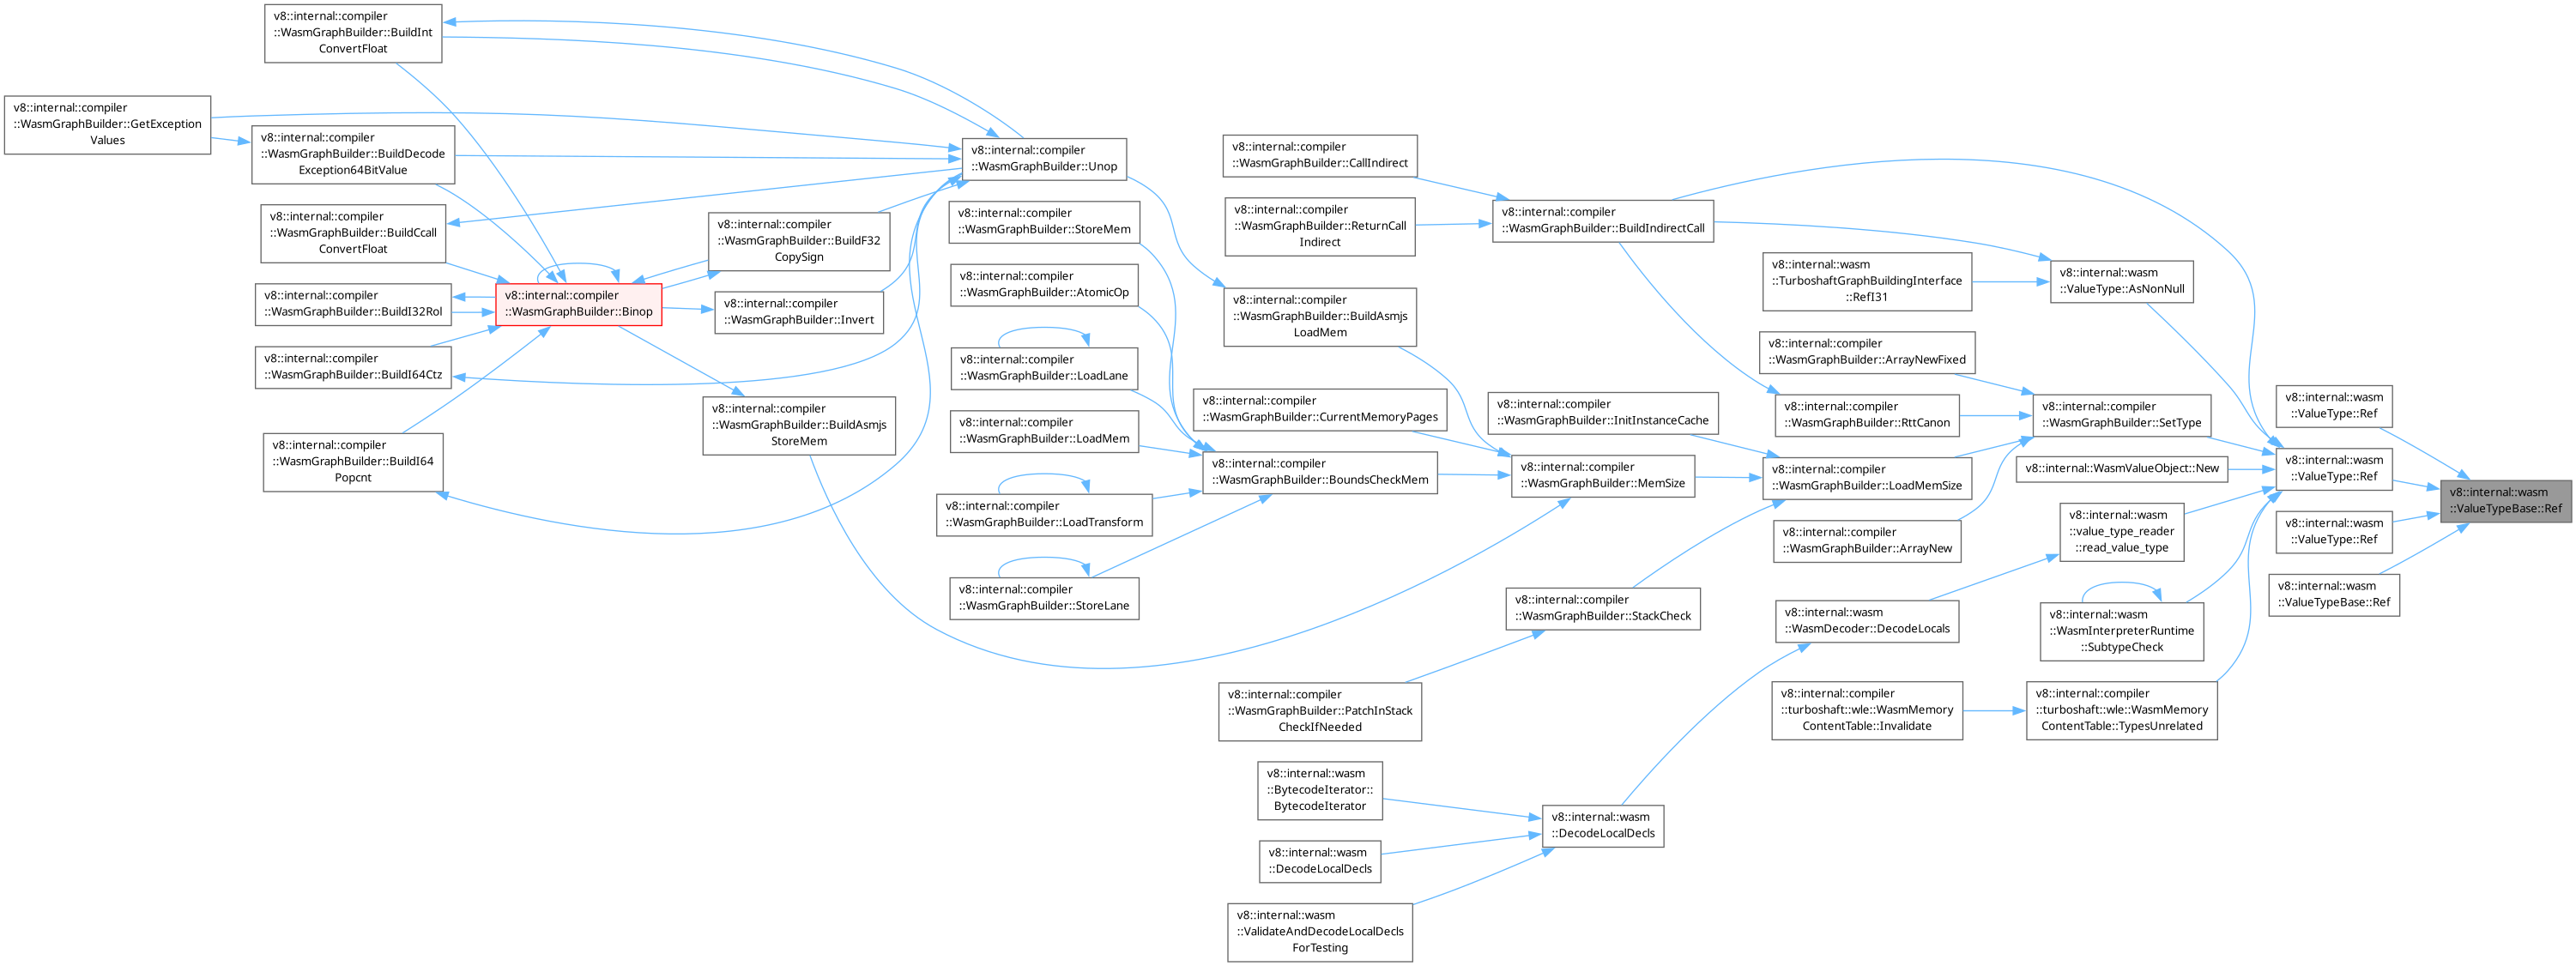 v8::internal::compiler
::WasmGraphBuilder::BuildInt
ConvertFloat
v8::internal::compiler
::WasmGraphBuilder::GetException
Values
v8::internal::compiler
::WasmGraphBuilder::BuildDecode
Exception64BitValue
v8::internal::compiler
::WasmGraphBuilder::BuildCcall
ConvertFloat
v8::internal::compiler
::WasmGraphBuilder::BuildI32Rol
v8::internal::compiler
::WasmGraphBuilder::BuildI64Ctz
v8::internal::compiler
::WasmGraphBuilder::BuildI64
Popcnt
v8::internal::compiler
::WasmGraphBuilder::Binop
v8::internal::compiler
::WasmGraphBuilder::BuildF32
CopySign
v8::internal::compiler
::WasmGraphBuilder::Invert
v8::internal::compiler
::WasmGraphBuilder::BuildAsmjs
StoreMem
v8::internal::compiler
::WasmGraphBuilder::Unop
v8::internal::compiler
::WasmGraphBuilder::StoreMem
v8::internal::compiler
::WasmGraphBuilder::AtomicOp
v8::internal::compiler
::WasmGraphBuilder::LoadLane
v8::internal::compiler
::WasmGraphBuilder::LoadMem
v8::internal::compiler
::WasmGraphBuilder::LoadTransform
v8::internal::compiler
::WasmGraphBuilder::StoreLane
v8::internal::compiler
::WasmGraphBuilder::CallIndirect
v8::internal::compiler
::WasmGraphBuilder::ReturnCall
Indirect
v8::internal::compiler
::WasmGraphBuilder::BuildAsmjs
LoadMem
v8::internal::compiler
::WasmGraphBuilder::CurrentMemoryPages
v8::internal::compiler
::WasmGraphBuilder::BoundsCheckMem
v8::internal::compiler
::WasmGraphBuilder::PatchInStack
CheckIfNeeded
v8::internal::wasm
::BytecodeIterator::
BytecodeIterator
v8::internal::wasm
::DecodeLocalDecls
v8::internal::wasm
::ValidateAndDecodeLocalDecls
ForTesting
v8::internal::compiler
::WasmGraphBuilder::BuildIndirectCall
v8::internal::compiler
::WasmGraphBuilder::InitInstanceCache
v8::internal::compiler
::WasmGraphBuilder::MemSize
v8::internal::compiler
::WasmGraphBuilder::StackCheck
v8::internal::wasm
::DecodeLocalDecls
v8::internal::wasm
::TurboshaftGraphBuildingInterface
::RefI31
v8::internal::compiler
::WasmGraphBuilder::ArrayNewFixed
v8::internal::compiler
::WasmGraphBuilder::RttCanon
v8::internal::compiler
::WasmGraphBuilder::LoadMemSize
v8::internal::compiler
::WasmGraphBuilder::ArrayNew
v8::internal::wasm
::WasmDecoder::DecodeLocals
v8::internal::compiler
::turboshaft::wle::WasmMemory
ContentTable::Invalidate
v8::internal::wasm
::ValueType::AsNonNull
v8::internal::compiler
::WasmGraphBuilder::SetType
v8::internal::WasmValueObject::New
v8::internal::wasm
::value_type_reader
::read_value_type
v8::internal::wasm
::WasmInterpreterRuntime
::SubtypeCheck
v8::internal::compiler
::turboshaft::wle::WasmMemory
ContentTable::TypesUnrelated
v8::internal::wasm
::ValueType::Ref
v8::internal::wasm
::ValueType::Ref
v8::internal::wasm
::ValueType::Ref
v8::internal::wasm
::ValueTypeBase::Ref
v8::internal::wasm
::ValueTypeBase::Ref